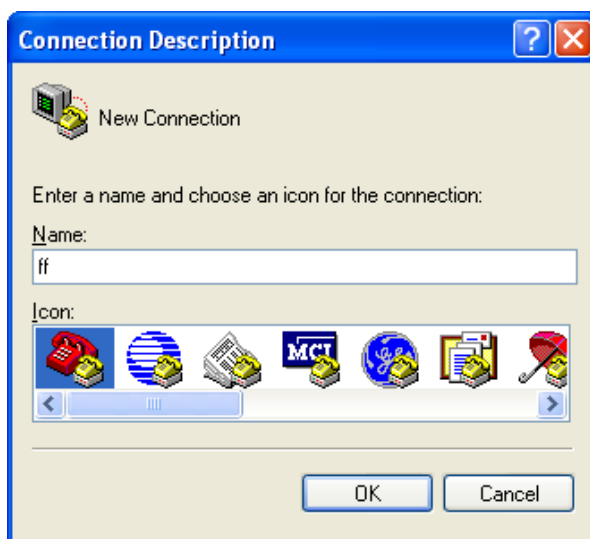 Connection Description
New Connection
Enter a name and choose an icon for the connection:
Name:
ff
Icon:
MCI
OK
Cancel